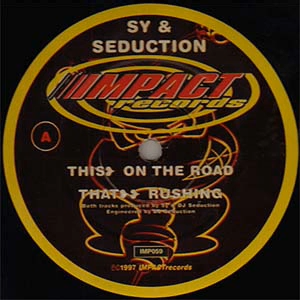 SY &
SEDUCTION
IMPACT
records
A
THIS› ON THE ROAD
THAT›› RUSHING
Both tracks produced by Sy & DJ Seduction
Engineered by DJ Seduction
IMP059
©1997 IMPACT records